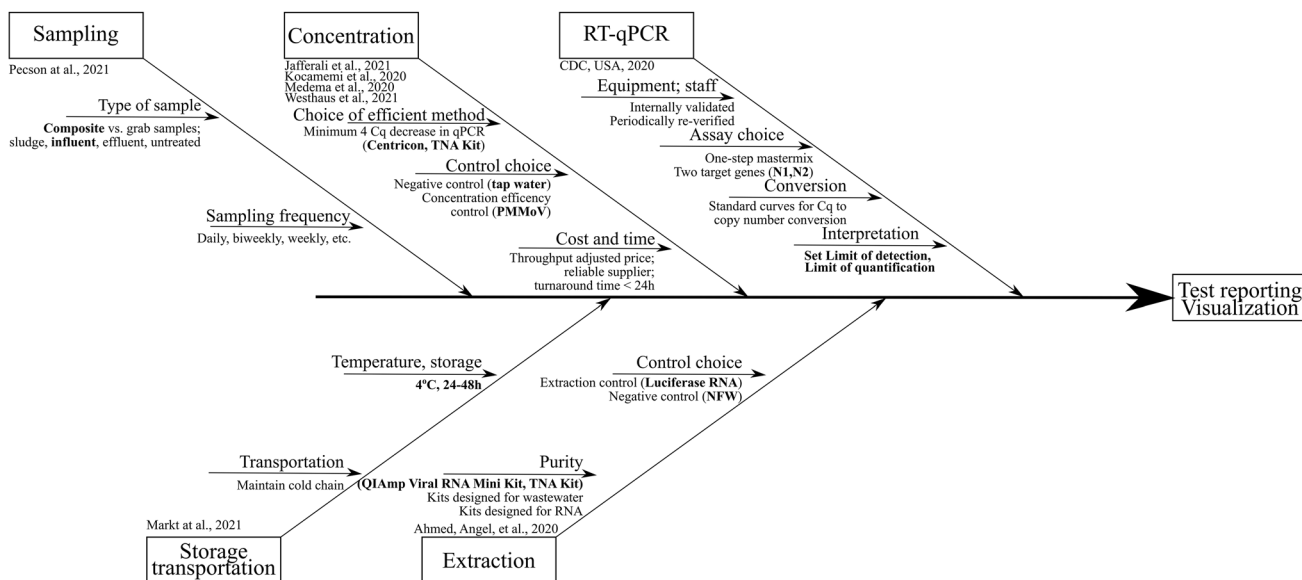 Sampling
Pecson at al., 2021
Type of sample
Composite vs. grab samples;
sludge, influent, effluent, untreated
Sampling frequency
Daily, biweekly, weekly, etc.
Concentration
Jafferali et al., 2021
Kocamemi et al., 2020
Medema et al., 2020
Westhaus et al., 2021
Choice of efficient method
Minimum 4 Cq decrease in qPCR
(Centricon, TNA Kit)
Control choice
Negative control (tap water)
Concentration efficency
control (PMMoV)
Cost and time
Throughput adjusted price;
reliable supplier;
turnaround time < 24h
RT-qPCR
CDC, USA, 2020
Equipment; staff
Internally validated
Periodically re-verified
Assay choice
One-step mastermix
Two target genes (N1,N2)
Conversion
Standard curves for Cq to
copy number conversion
Interpretation
Set Limit of detection,
Limit of quantification
Test reporting
Visualization
Temperature, storage
4ºC, 24-48h
Transportation
Maintain cold chain
Markt at al., 2021
Storage
transportation
Control choice
Extraction control (Luciferase RNA)
Negative control (NFW)
Purity
(QIAmp Viral RNA Mini Kit, TNA Kit)
Kits designed for wastewater
Kits designed for RNA
Ahmed, Angel, et al., 2020
Extraction